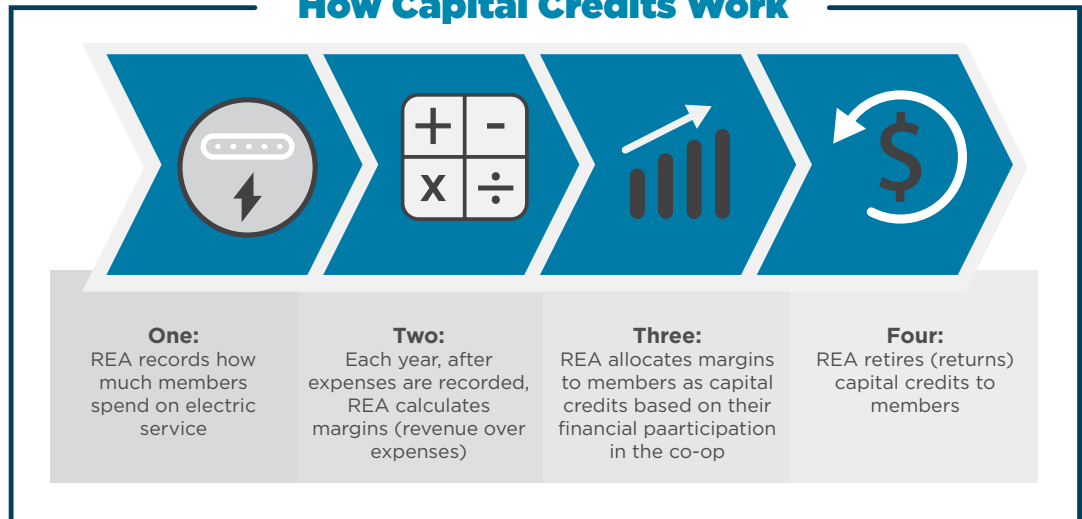 How Capital Credits Work
One:
REA records how
much members
spend on electric
service
Two:
Each year, after
expenses are recorded,
REA calculates
margins (revenue over
expenses)
Three:
REA allocates margins
to members as capital
credits based on their
financial paarticipation
in the co-op
Four:
REA retires (returns)
capital credits to
members